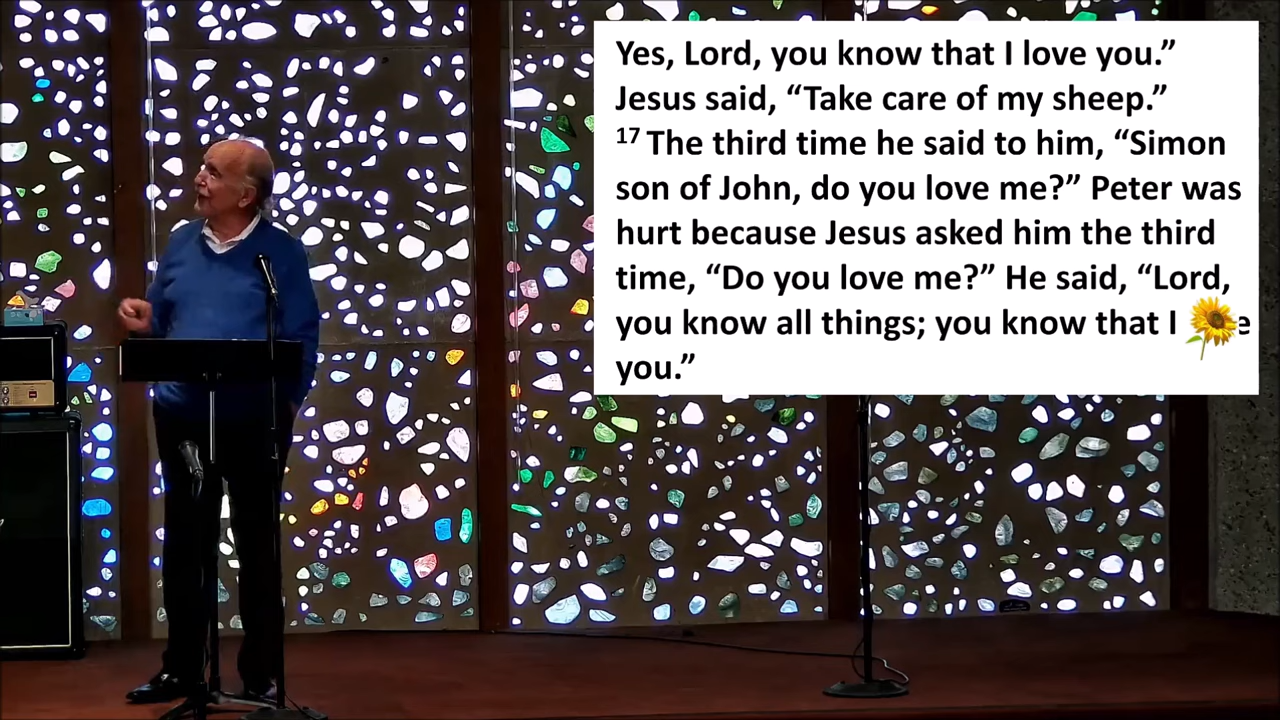 Yes, Lord, you know that I love you.”
Jesus said, “Take care of my sheep.”
17 The third time he said to him, “Simon
son of John, do you love me?” Peter was
hurt because Jesus asked him the third
time, “Do you love me?” He said, “Lord,
you know all things; you know that I
you.”